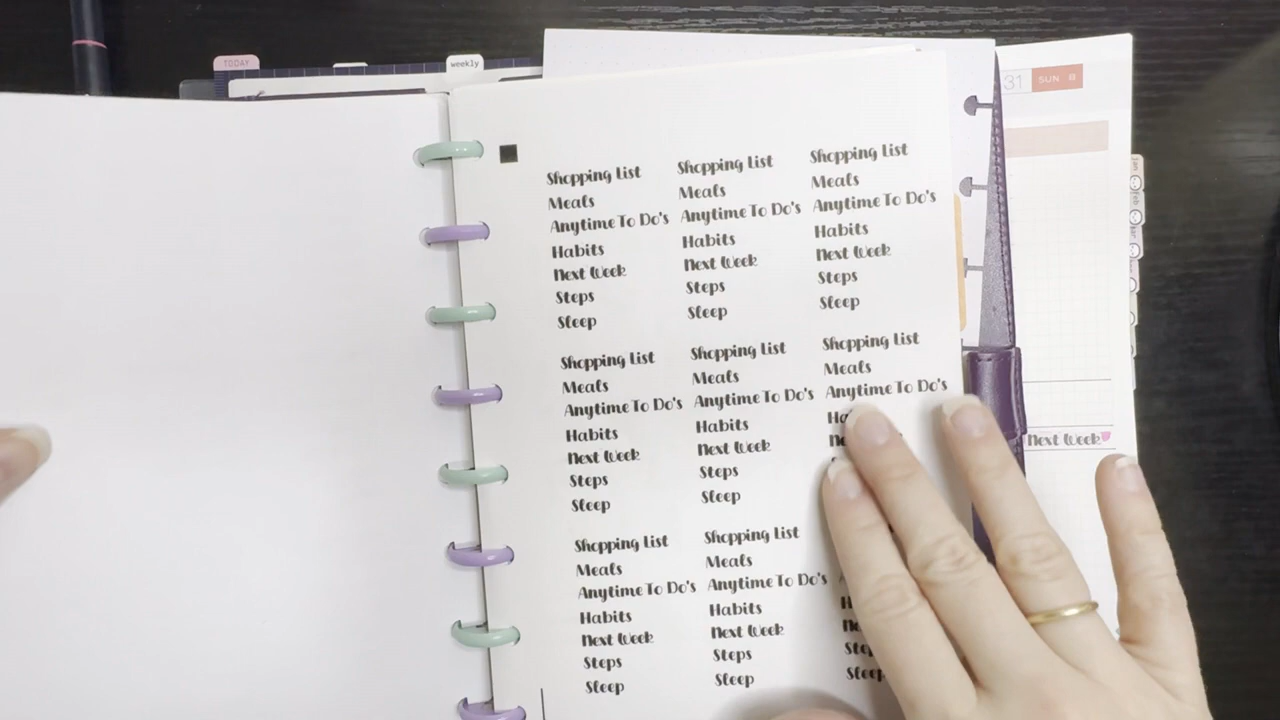 TODAY
weekly
31 SUN
Shopping List Shopping List Shopping List
Meals Meals Meals
Anytime To Do's Anytime To Do's Anytime To Do's
Habits Habits Habits
Next Week Next Week Next Week
Steps Steps Steps
Sleep Sleep Sleep
Shopping List Shopping List Shopping List
Meals Meals Meals
Anytime To Do's Anytime To Do's Anytime To Do's
Habits Habits
Next Week Next Week
Steps Steps
Sleep Sleep
Shopping List Shopping List
Meals Meals
Anytime To Do's Anytime To Do's
Habits Habits
Next Week Next Week
Steps Steps
Sleep Sleep Sleep
Next Week